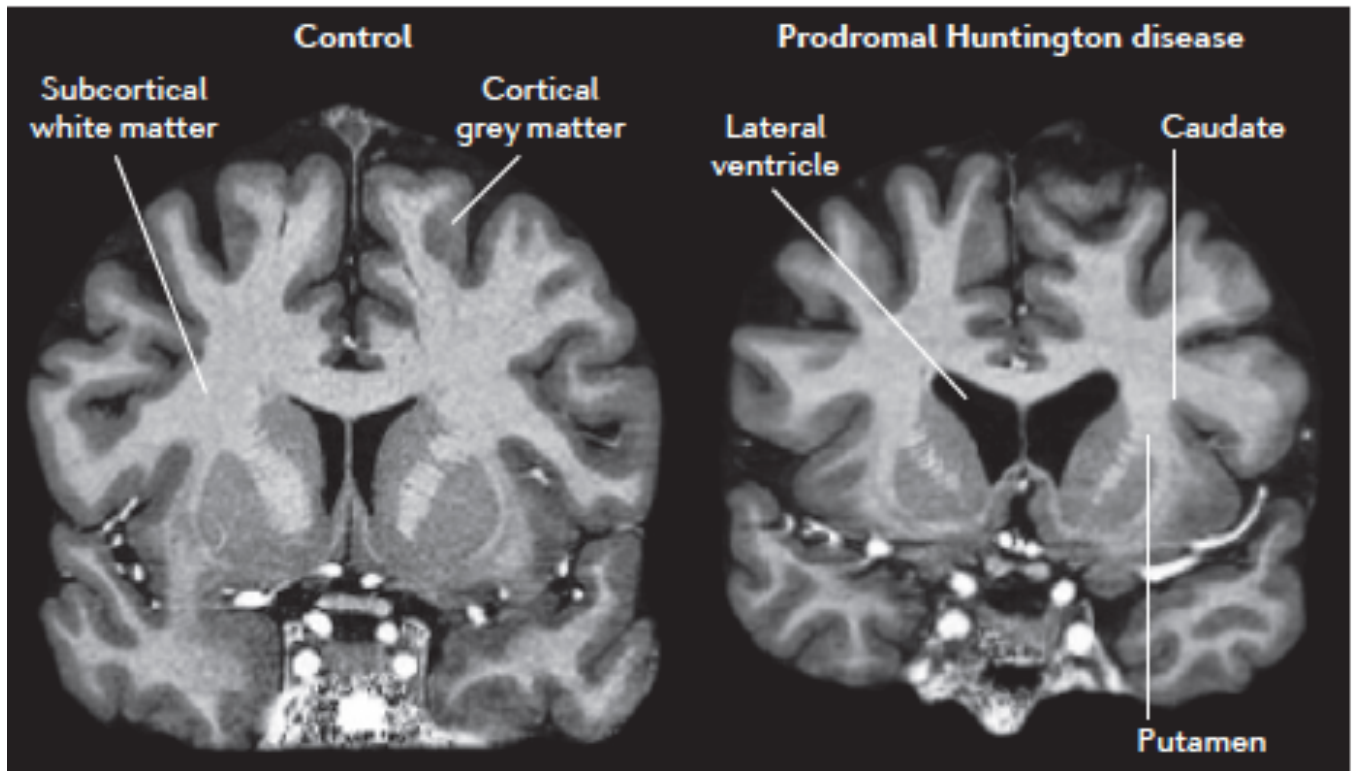 Control
Subcortical
white matter
Cortical
grey matter
Prodromal Huntington disease
Lateral
ventricle
Caudate
Putamen